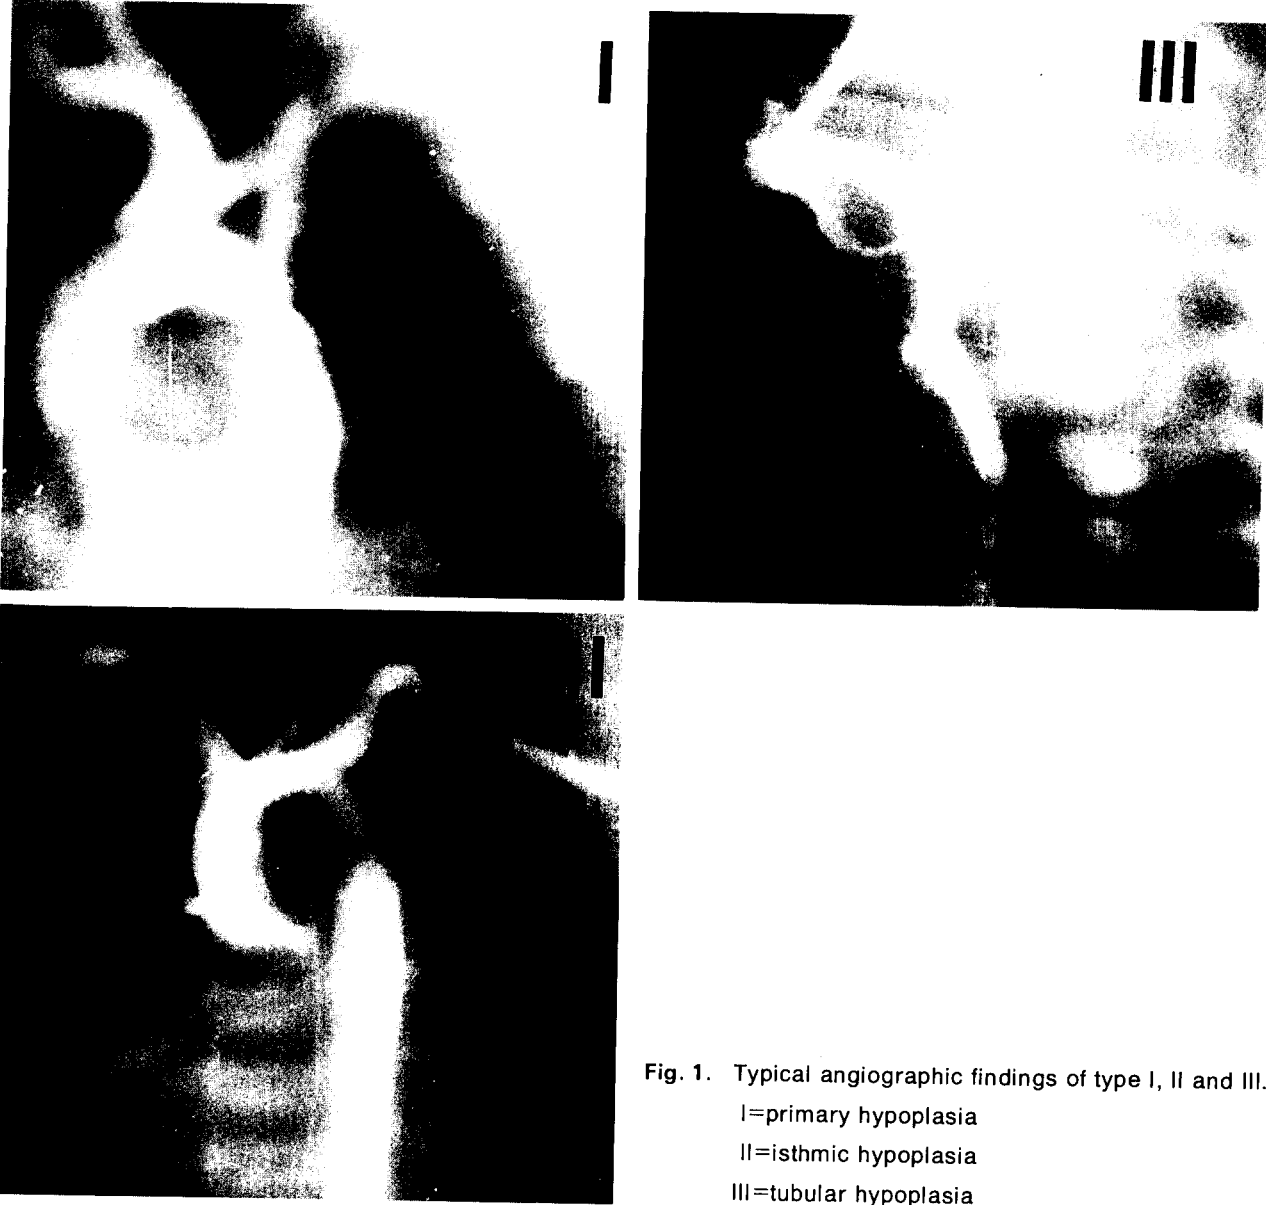 I
III
I
Fig. 1. Typical angiographic findings of type I, II and III.
I=primary hypoplasia
II=isthmic hypoplasia
III=tubular hypoplasia